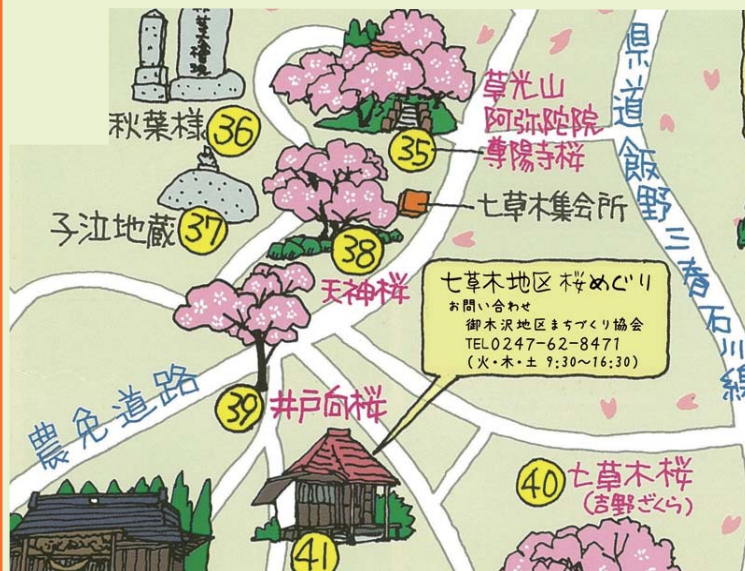 秋葉様 36
草光山
阿弥陀院
尊陽寺桜
35
県道飯野三春石川線
子泣地蔵 37
七草木集会所
38
天神桜
七草木地区 桜めぐり
お問い合わせ
御木沢地区まちづくり協会
TEL0247-62-8471
(火・木・土 9:30~16:30)
農免道路
39 井戸向桜
40 七草木桜
(吉野ざくら)
41